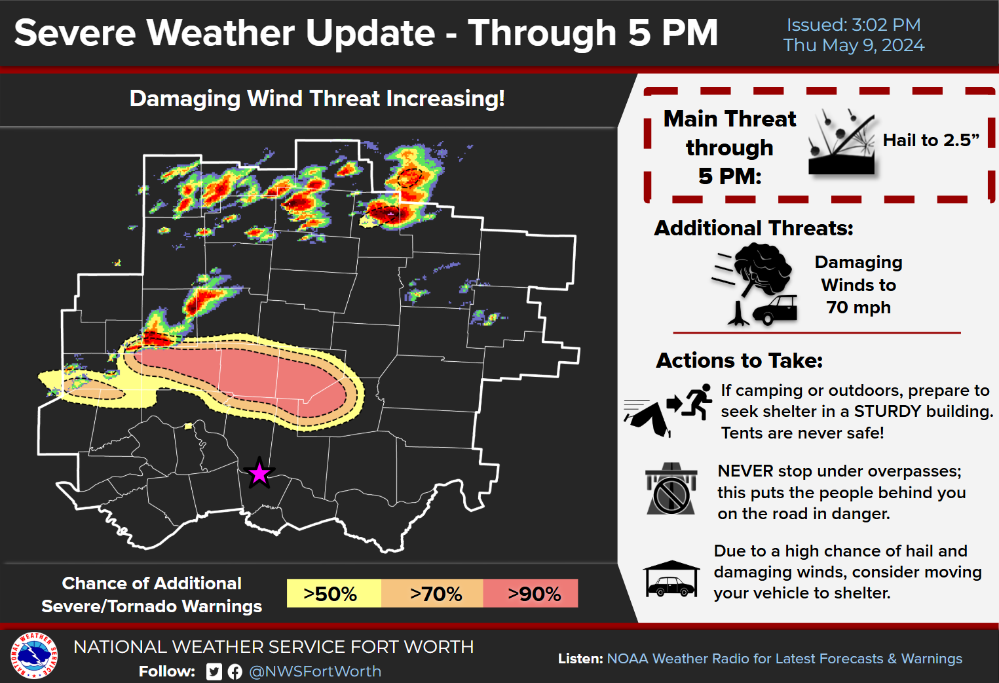 Severe Weather Update - Through 5 PM
Issued: 3:02 PM
Thu May 9, 2024
Damaging Wind Threat Increasing!
Main Threat
through
5 PM:
Hail to 2.5”
Additional Threats:
Damaging
Winds to
70 mph
Actions to Take:
If camping or outdoors, prepare to
seek shelter in a STURDY building.
Tents are never safe!
NEVER stop under overpasses;
this puts the people behind you
on the road in danger.
Due to a high chance of hail and
damaging winds, consider moving
your vehicle to shelter.
Chance of Additional
Severe/Tornado Warnings
>50%
>70%
>90%
NATIONAL WEATHER SERVICE
NATIONAL WEATHER SERVICE FORT WORTH
Follow: @NWSFortWorth
Listen: NOAA Weather Radio for Latest Forecasts & Warnings